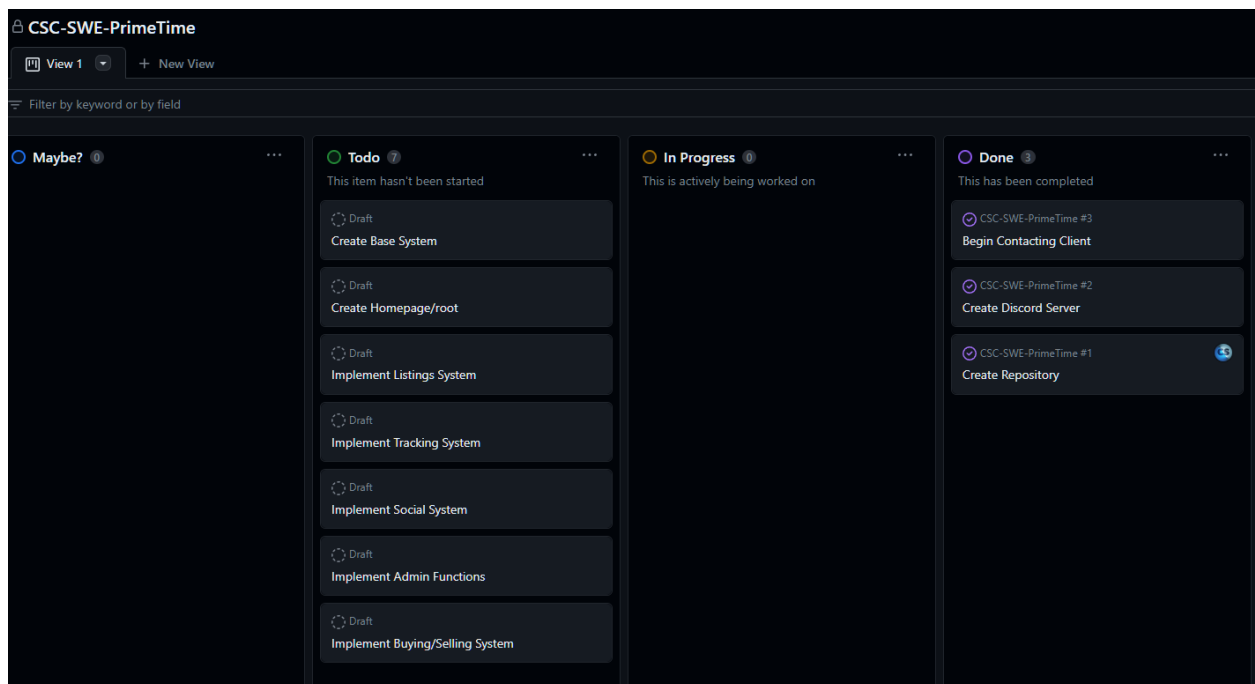 CSC-SWE-PrimeTime
View 1
+ New View
Filter by keyword or by field
Maybe? 0
Todo 7
This item hasn't been started
Draft
Create Base System
Draft
Create Homepage/root
Draft
Implement Listings System
Draft
Implement Tracking System
Draft
Implement Social System
Draft
Implement Admin Functions
Draft
Implement Buying/Selling System
In Progress 0
This is actively being worked on
Done 3
This has been completed
CSC-SWE-PrimeTime #3
Begin Contacting Client
CSC-SWE-PrimeTime #2
Create Discord Server
CSC-SWE-PrimeTime #1
CS
Create Repository